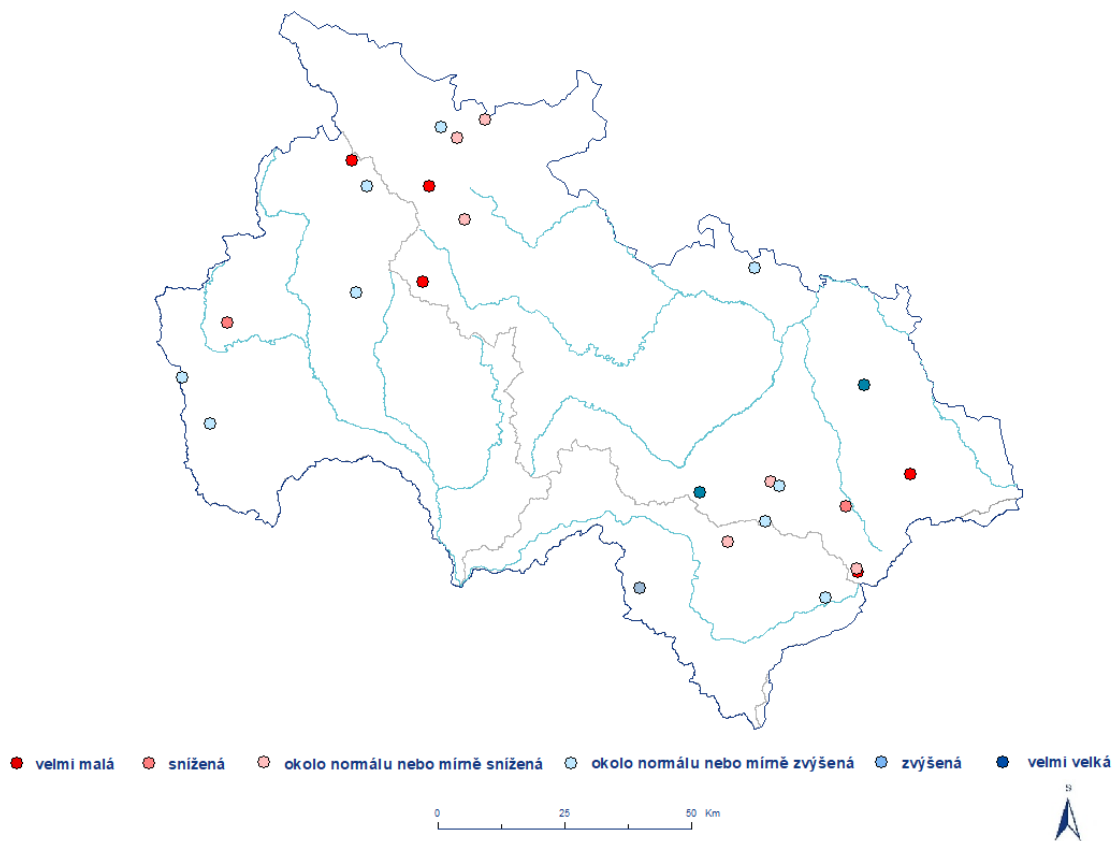 velmi malá snížená okolo normálu nebo mírně snížená okolo normálu nebo mírně zvýšená zvýšená velmi velká
0 25 50 Km
S